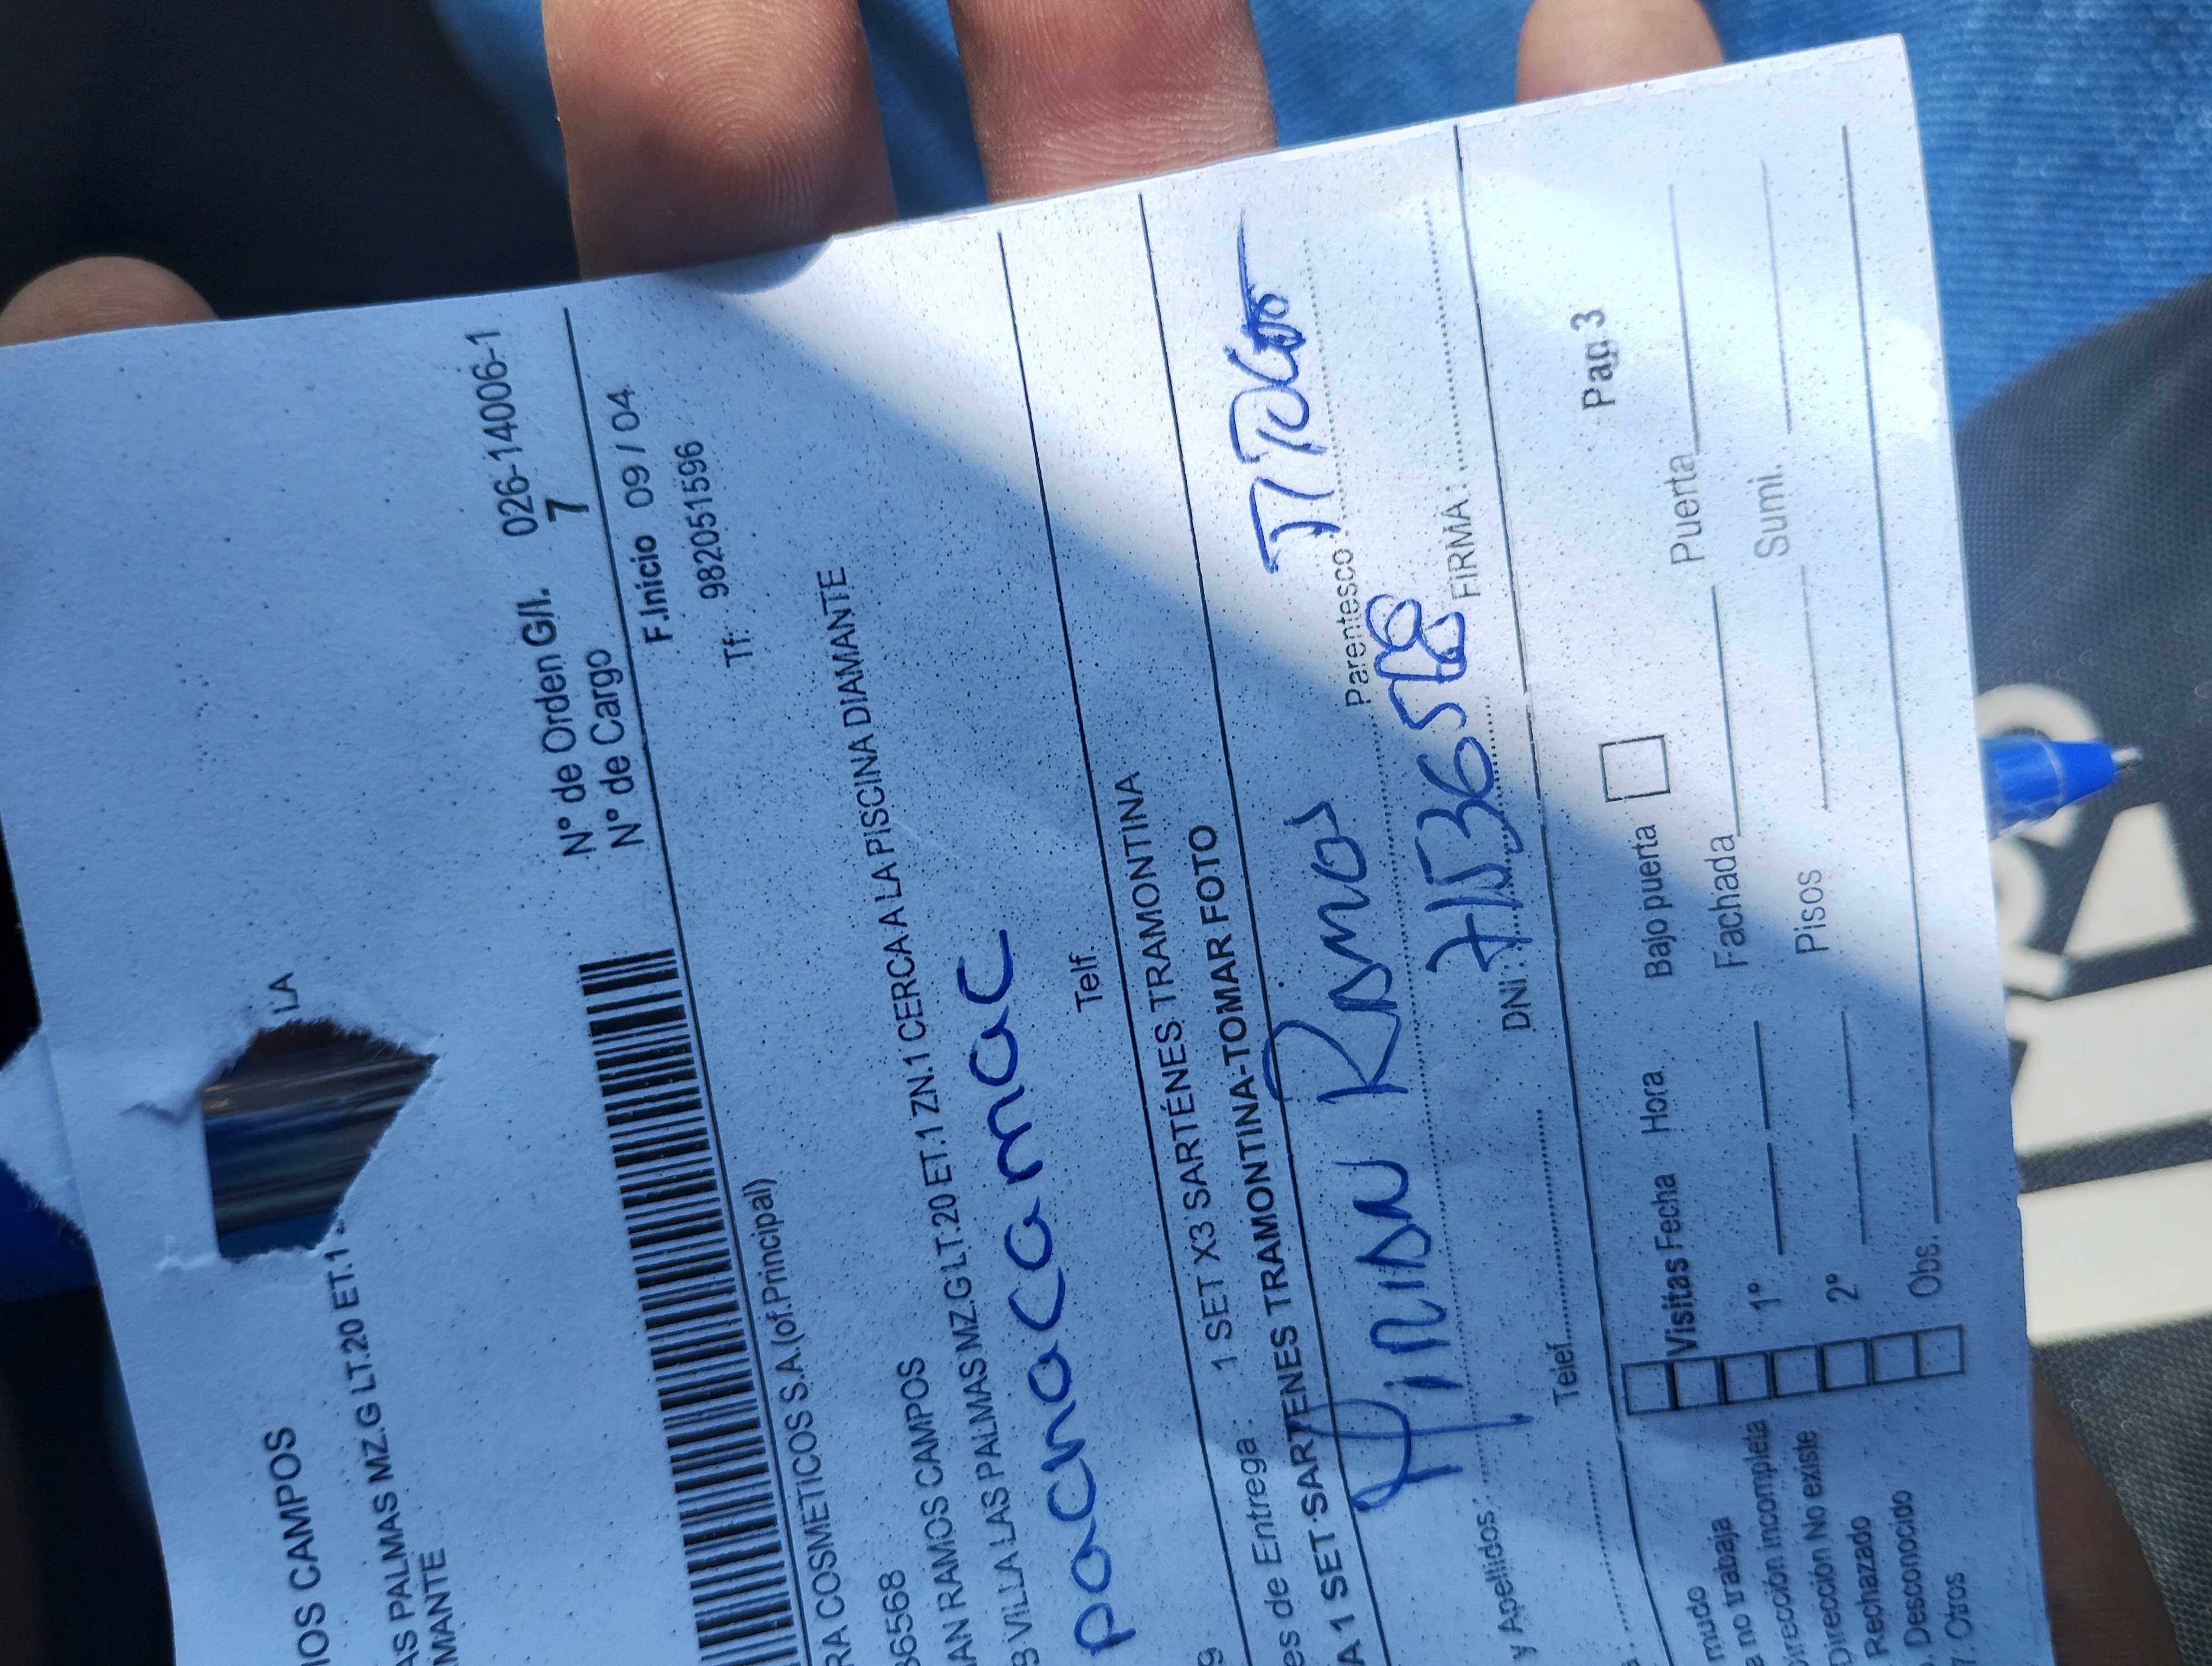 LA
IOS CAMPOS
AS PALMAS MZ.G LT.20 ET.1
MANTE
N° de Orden G/I. 026-14006-1
N° de Cargo 7
F.Inicio 09 / 04
RA COSMETICOS S.A.(of.Principal)
Tf: 982051596
36568
AN RAMOS CAMPOS
B VILLA LAS PALMAS MZ.G LT.20 ET.1 ZN.1 CERCA A LA PISCINA DIAMANTE
pachacamac
Telf.
9
es de Entrega : 1 SET X3 SARTENES TRAMONTINA
A 1 SET:SARTENES TRAMONTINA-TOMAR FOTO
y Apellidos: Ramos Parentesco:
DNI: FIRMA:
Telef.
Pag 3
mudo
a no trabaja
Dirección incompleta
Dirección No existe
Rechazado
Desconocido
7. Otros
Visitas Fecha Hora Bajo puerta
1° Fachada Puerta
2° Pisos Sumi.
Obs.